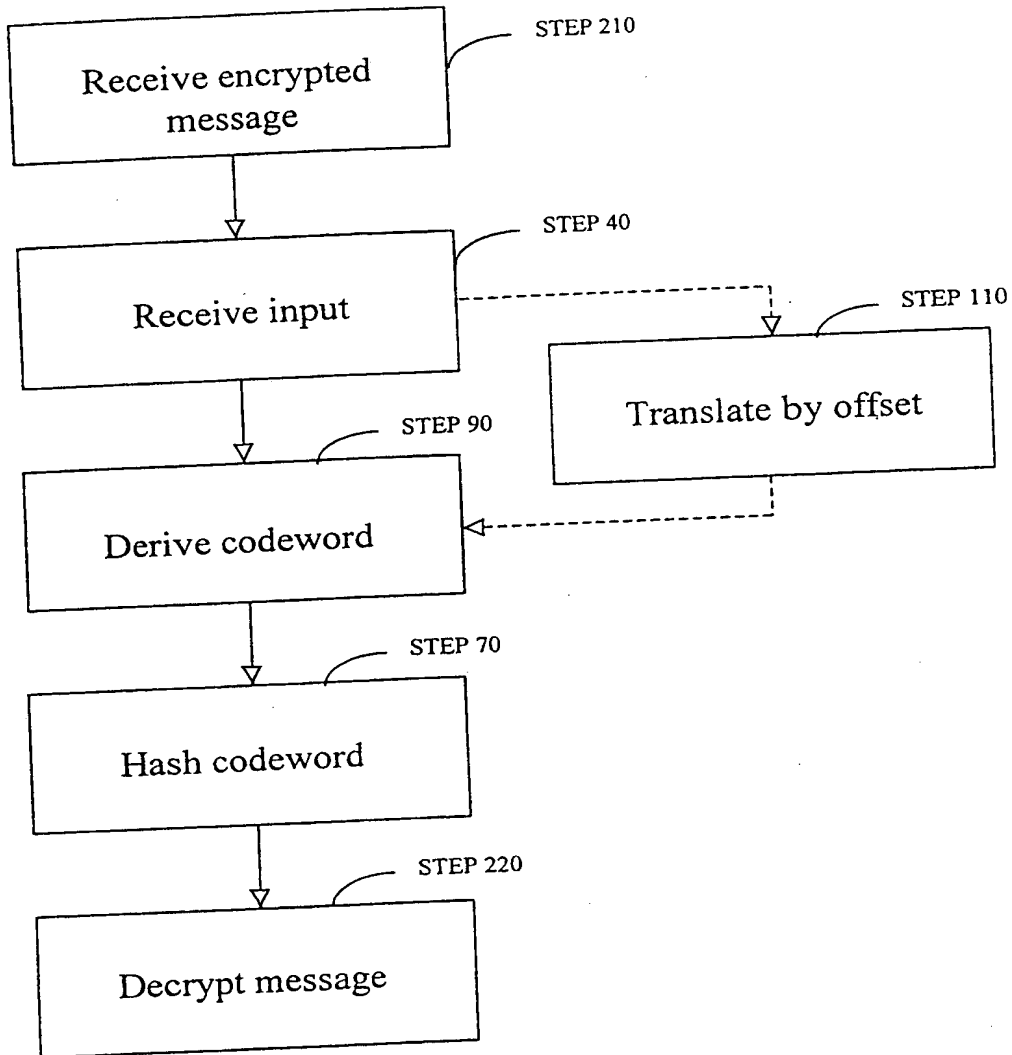 STEP 210
Receive encrypted
message
STEP 40
Receive input
STEP 110
Translate by offset
STEP 90
Derive codeword
STEP 70
Hash codeword
STEP 220
Decrypt message